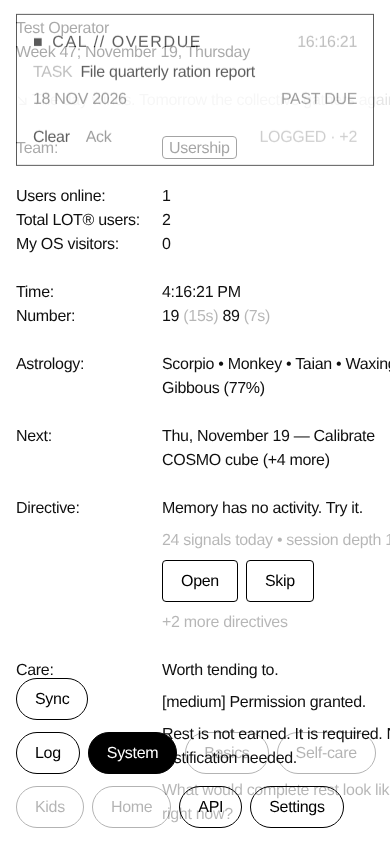 Test Operator
■ CAL // OVERDUE 16:16:21
Week 47; November 19, Thursday
TASK File quarterly ration report
18 NOV 2026 PAST DUE
Tomorrow the collect
Clear Ack LOGGED · +2
Team: Usership
Users online: 1
Total LOT® users: 2
My OS visitors: 0
Time: 4:16:21 PM
Number: 19 (15s) 89 (7s)
Astrology: Scorpio • Monkey • Taian • Waxing
Gibbous (77%)
Next: Thu, November 19 — Calibrate
COSMO cube (+4 more)
Directive: Memory has no activity. Try it.
24 signals today • session depth 1
Open Skip
+2 more directives
Care: Worth tending to.
Sync
[medium] Permission granted.
Rest is not earned. It is required. N
Log System Basics Self-care
justification needed.
What would complete rest look lik
Kids Home API Settings
right now?